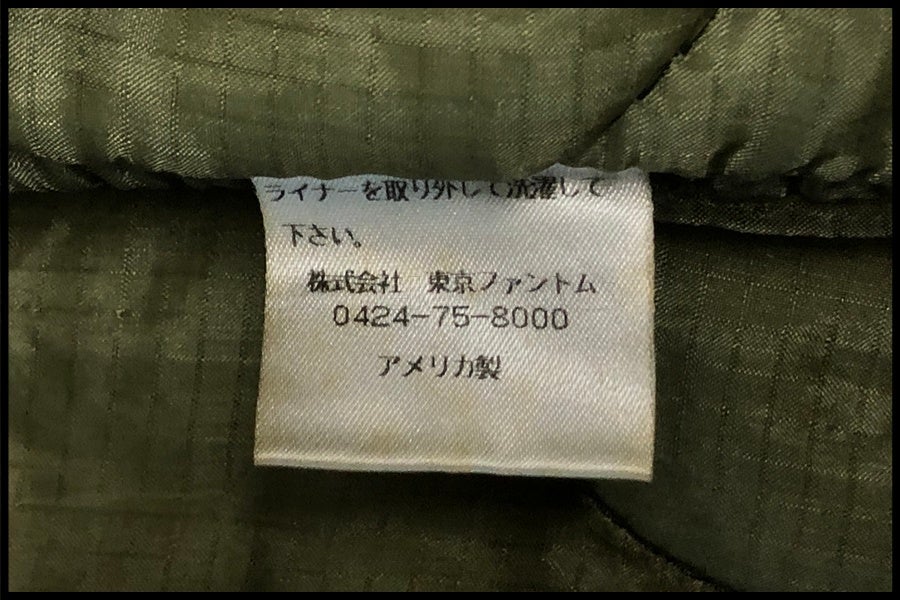 ライナーを取り外して洗濯して
下さい。
株式会社　東京ファントム
0424-75-8000
アメリカ製